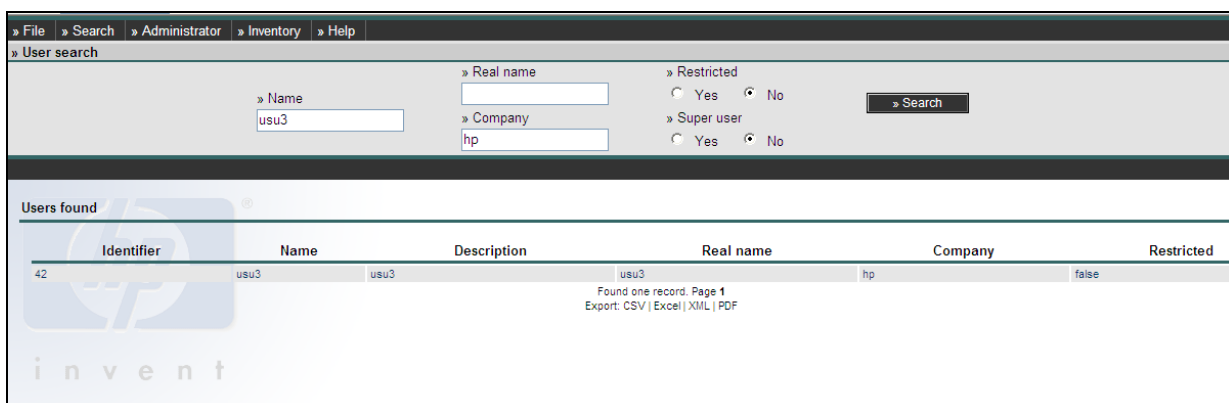 » File » Search » Administrator » Inventory » Help
» User search
» Real name » Restricted
» Name Yes No » Search
usu3 » Company » Super user
hp Yes No
Users found ®
hp
Identifier Name Description Real name Company Restricted
42 usu3 usu3 usu3 hp false
Found one record. Page 1
Export: CSV | Excel | XML | PDF
invent